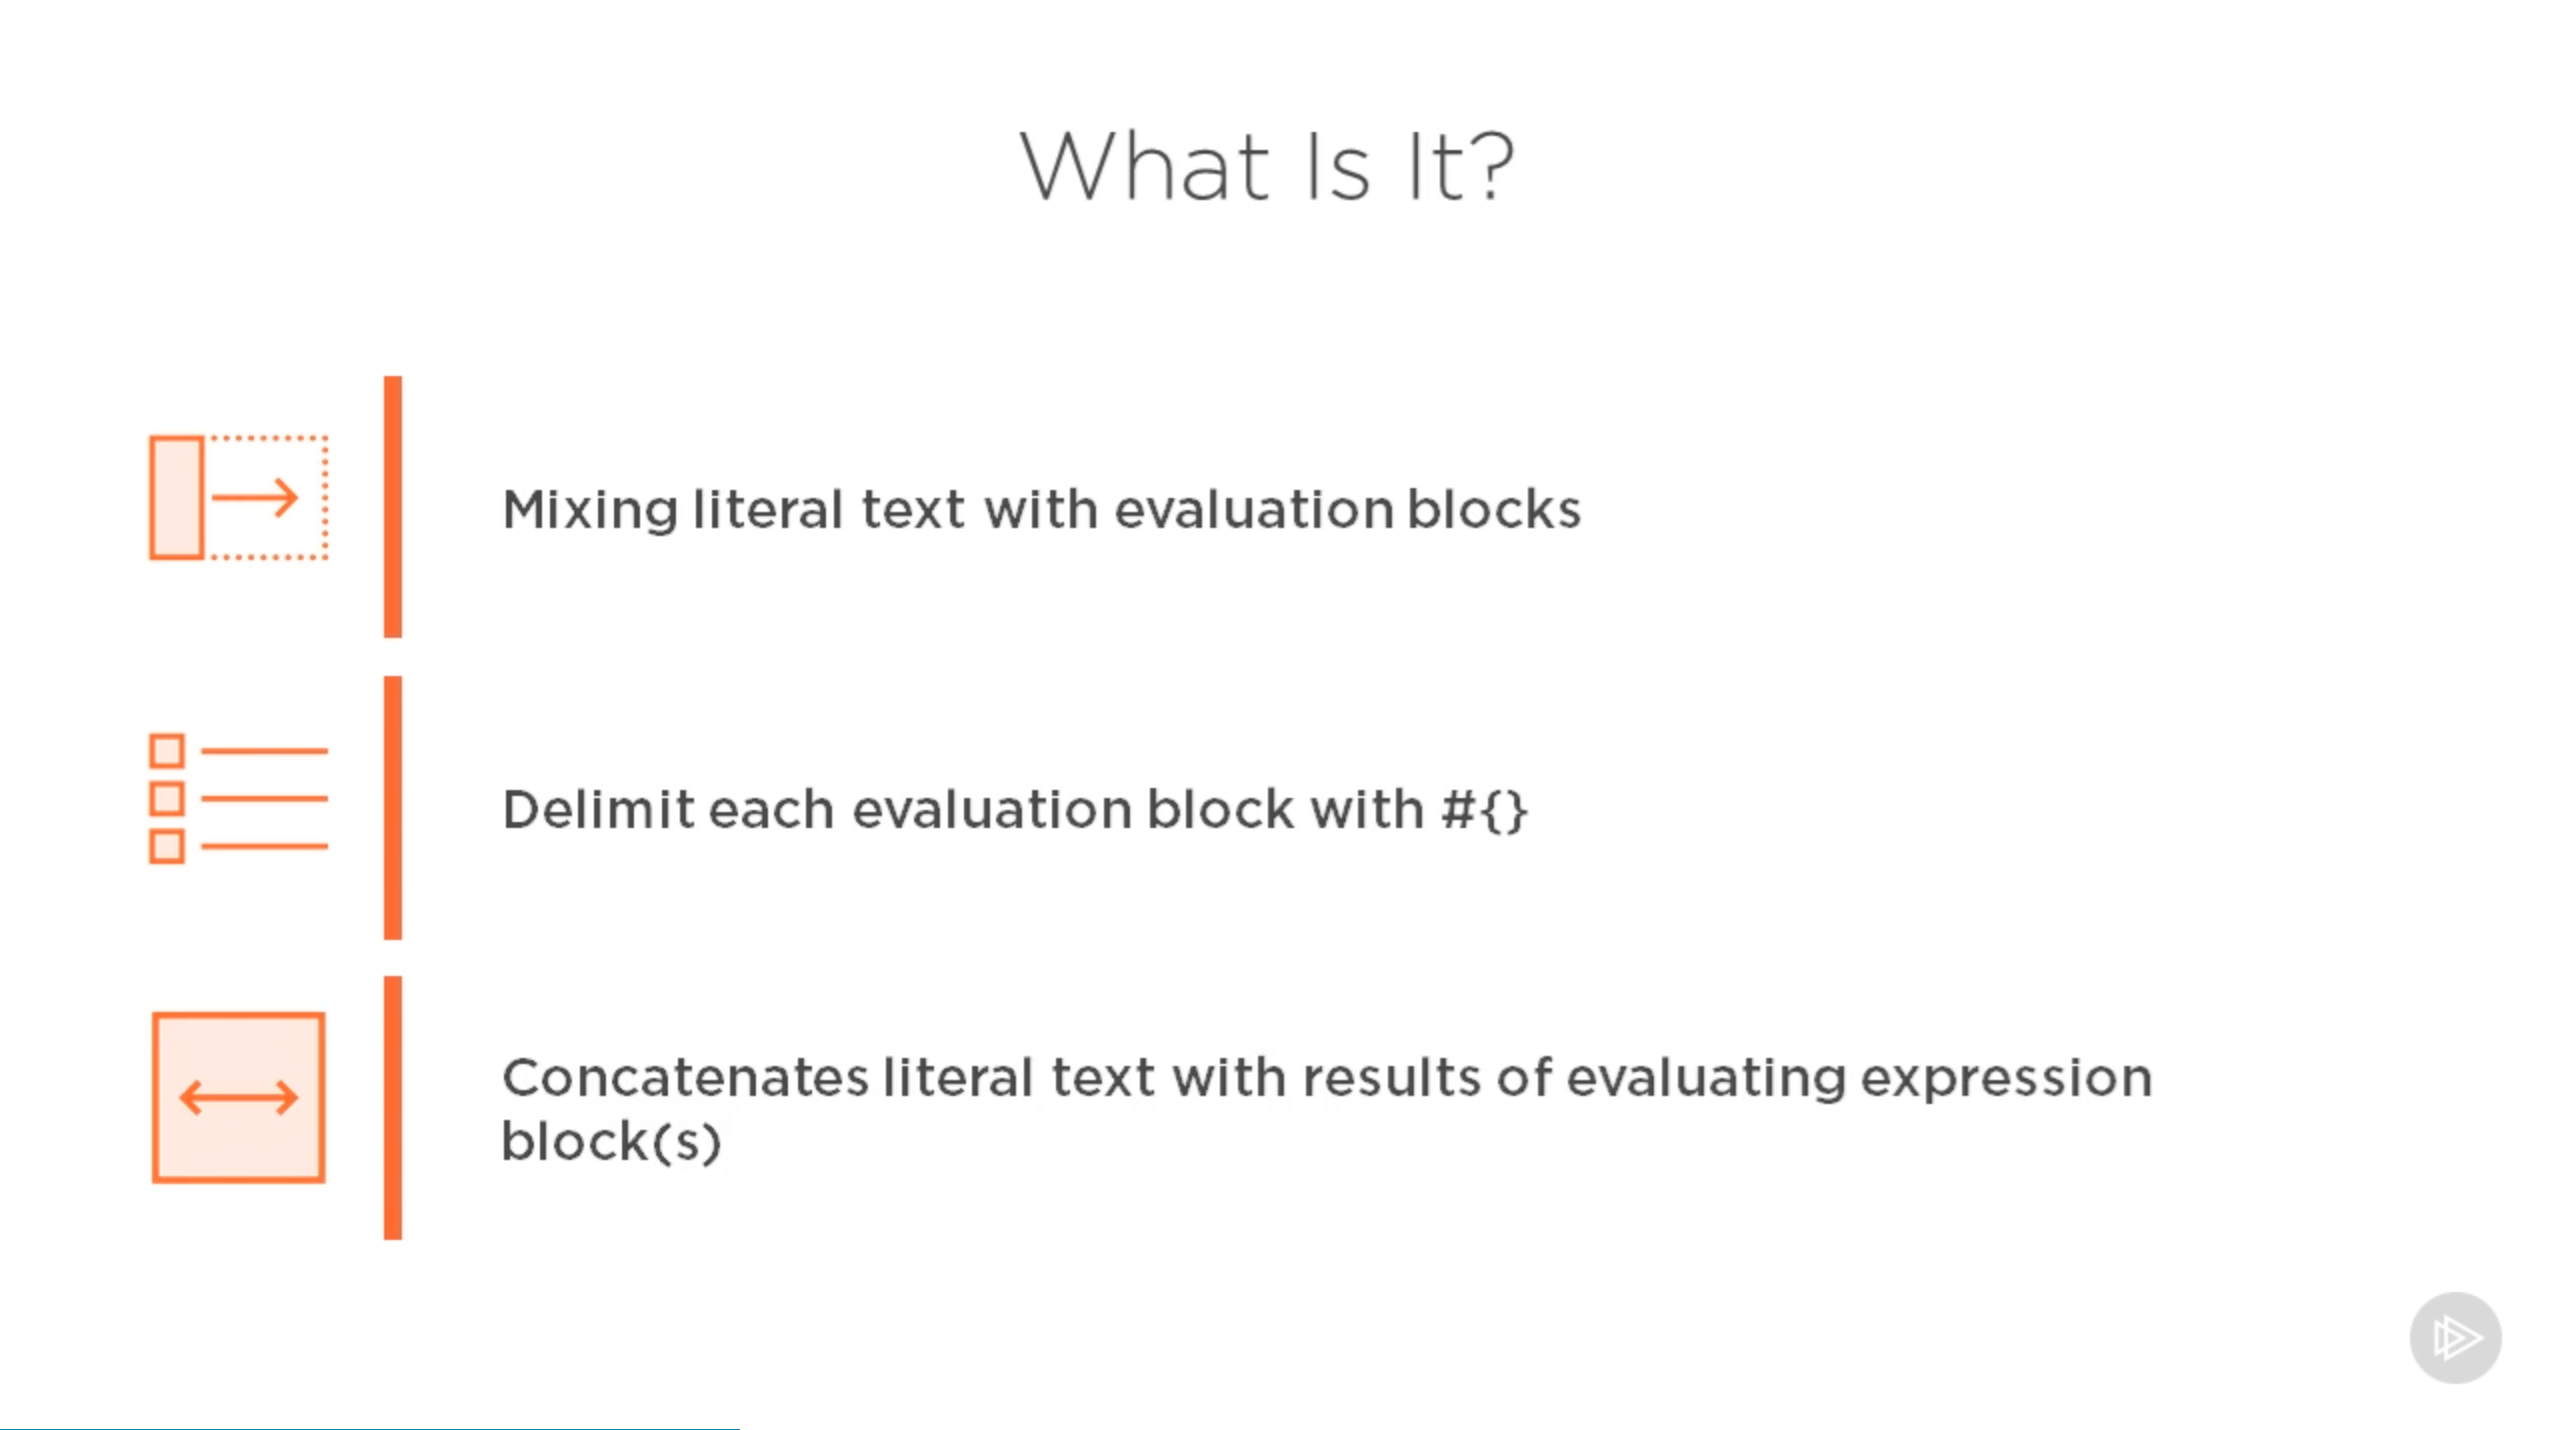 What Is It?
Mixing literal text with evaluation blocks
Delimit each evaluation block with #{}
Concatenates literal text with results of evaluating expression
block(s)